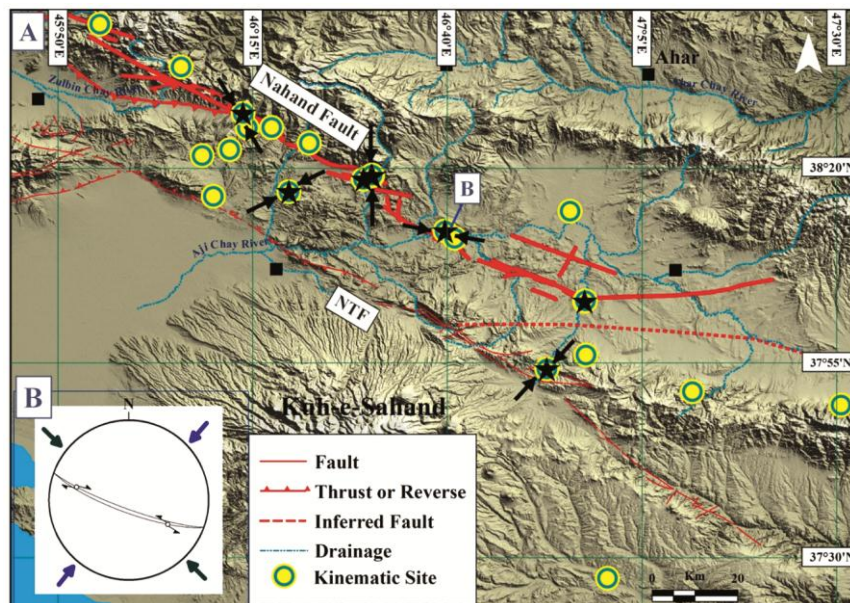 A
45°50'E
46°15'E
46°40'E
47°5'E
47°30'E
N
Zulbin Chay River
Nahand Fault
Ahar
Ahar Chay River
38°20'E
B
Aji Chay River
NTF
37°55'E
Kuh-e-Sahand
B
N
Fault
Thrust or Reverse
Inferred Fault
Drainage
Kinematic Site
37°30'E
0 Km 20